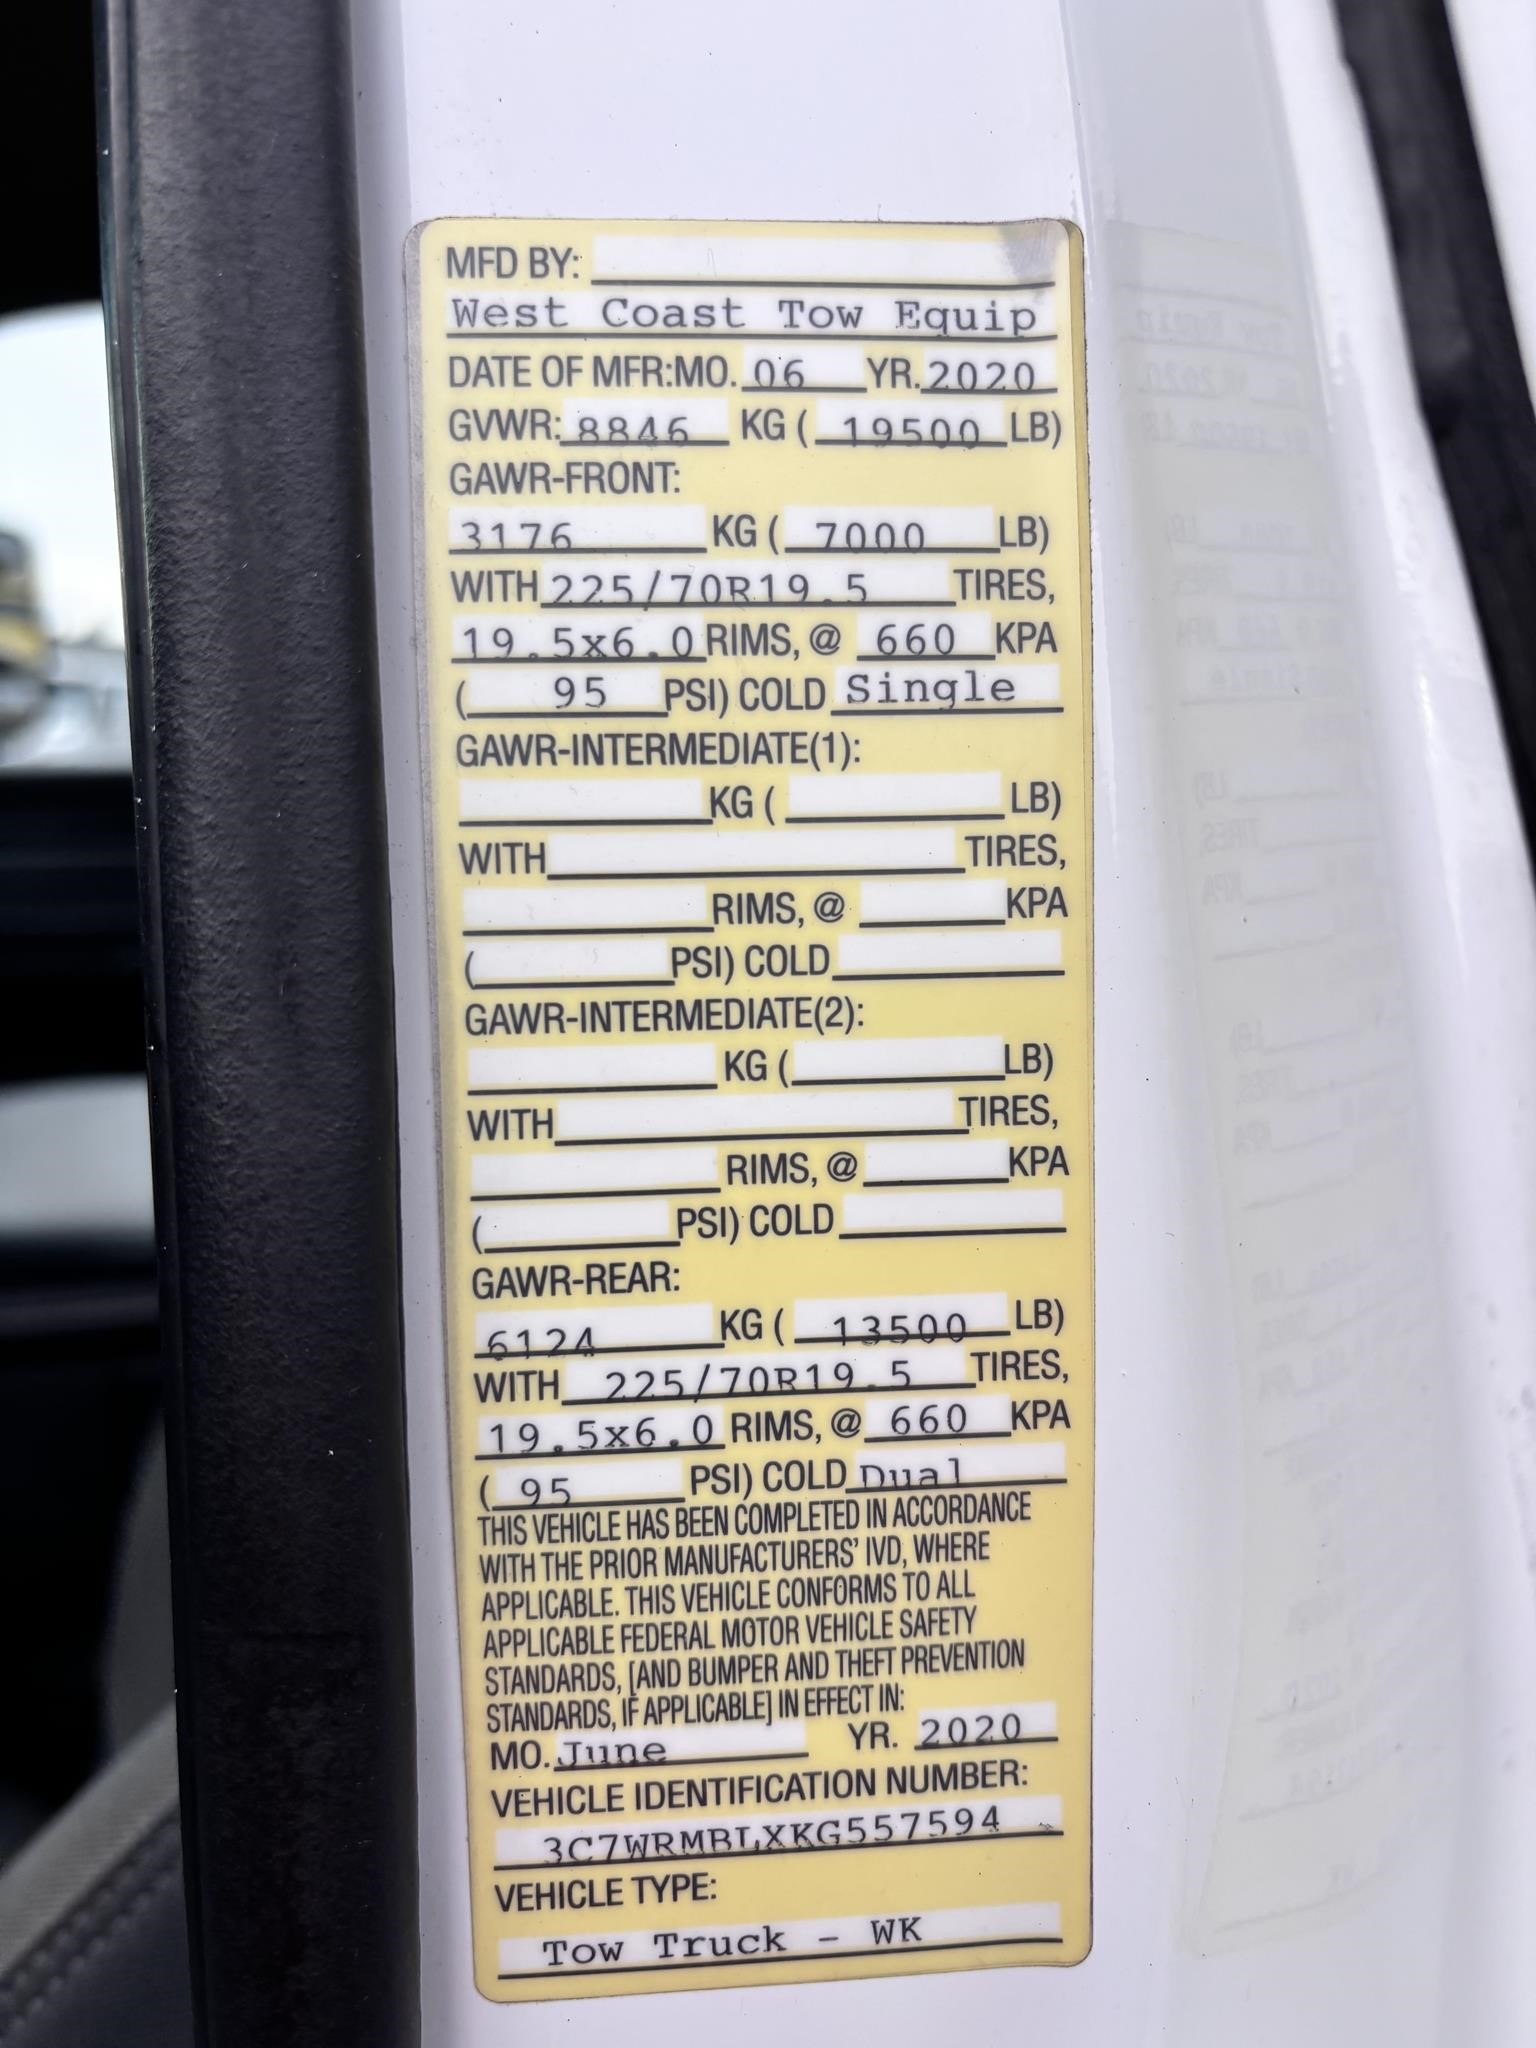 MFD BY:
West Coast Tow Equip
DATE OF MFR:MO. 06 YR. 2020
GVWR: 8846 KG ( 19500 LB)
GAWR-FRONT:
3176 KG ( 7000 LB)
WITH 225/70R19.5 TIRES,
19.5x6.0 RIMS, @ 660 KPA
( 95 PSI) COLD Single
GAWR-INTERMEDIATE(1):
KG ( LB)
WITH TIRES,
RIMS, @ KPA
( PSI) COLD
GAWR-INTERMEDIATE(2):
KG ( LB)
WITH TIRES,
RIMS, @ KPA
( PSI) COLD
GAWR-REAR:
6124 KG ( 13500 LB)
WITH 225/70R19.5 TIRES,
19.5x6.0 RIMS, @ 660 KPA
( 95 PSI) COLD Dual
THIS VEHICLE HAS BEEN COMPLETED IN ACCORDANCE
WITH THE PRIOR MANUFACTURERS' IVD, WHERE
APPLICABLE. THIS VEHICLE CONFORMS TO ALL
APPLICABLE FEDERAL MOTOR VEHICLE SAFETY
STANDARDS, [AND BUMPER AND THEFT PREVENTION
STANDARDS, IF APPLICABLE] IN EFFECT IN:
MO. June YR. 2020
VEHICLE IDENTIFICATION NUMBER:
3C7WRMBLXKG557594
VEHICLE TYPE:
Tow Truck - WK